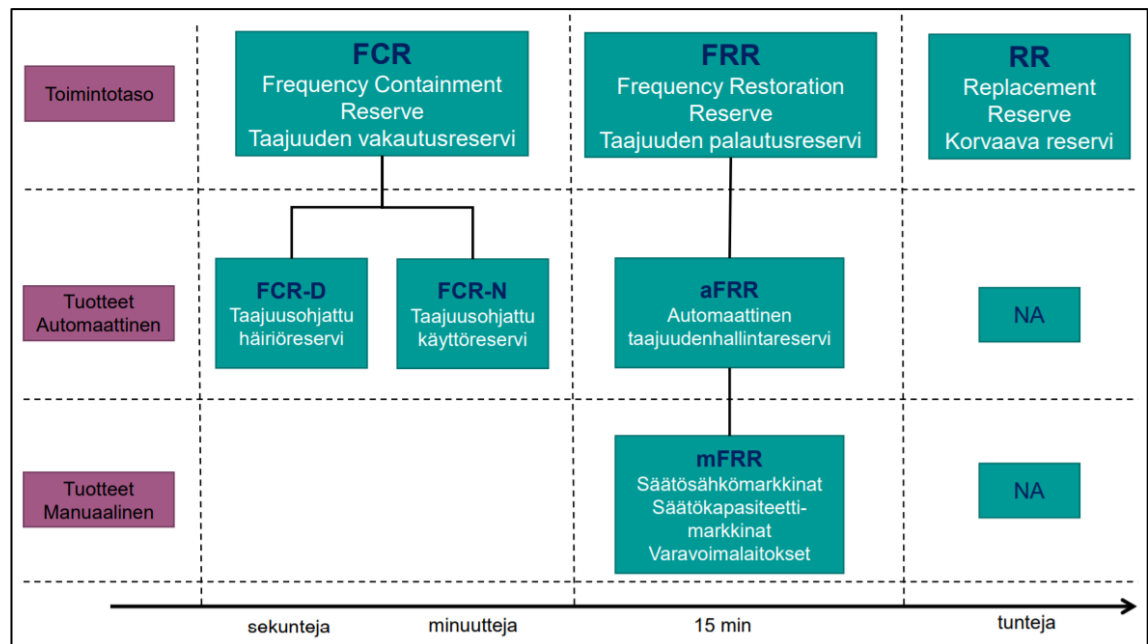 Toimintotaso
FCR
Frequency Containment
Reserve
Taajuuden vakautusreservi
FRR
Frequency Restoration
Reserve
Taajuuden palautusreservi
RR
Replacement
Reserve
Korvaava reservi
Tuotteet
Automaattinen
FCR-D
Taajuusohjattu
häiriöreservi
FCR-N
Taajuusohjattu
käyttöreservi
aFRR
Automaattinen
taajuudenhallintareservi
NA
Tuotteet
Manuaalinen
mFRR
Säätösähkömarkkinat
Säätökapasiteetti-
markkinat
Varavoimalaitokset
NA
sekunteja
minuutteja
15 min
tunteja